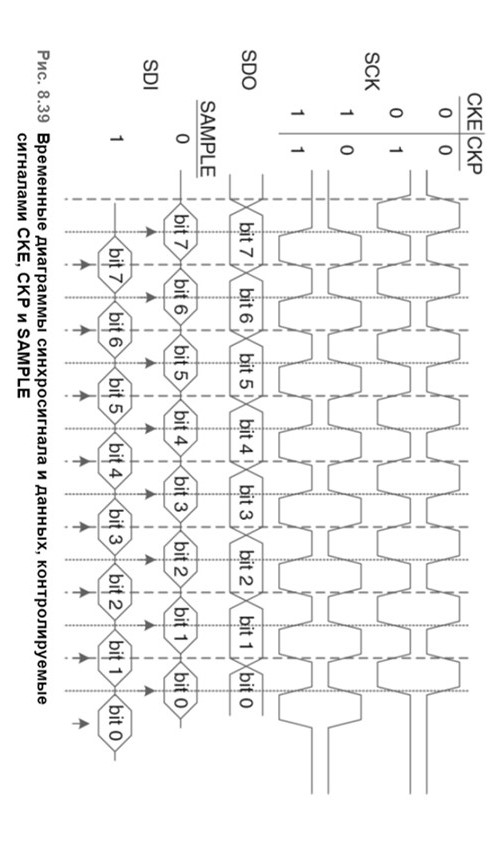 CKE CKP
0 0
0 1
SCK
1 0
1 1
SDO bit 7 bit 6 bit 5 bit 4 bit 3 bit 2 bit 1 bit 0
SAMPLE
0 bit 7 bit 6 bit 5 bit 4 bit 3 bit 2 bit 1 bit 0
SDI
1 bit 7 bit 6 bit 5 bit 4 bit 3 bit 2 bit 1 bit 0
Рис. 8.39 Временные диаграммы синхросигнала и данных, контролируемые
сигналами CKE, CKP и SAMPLE